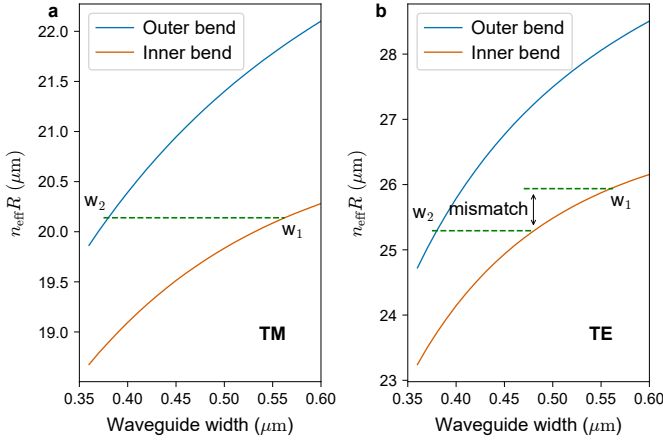 a
Outer bend
Inner bend
22.0
21.5
21.0
20.5
20.0
19.5
19.0
n_eff R (μm)
w₂
w₁
TM
0.35 0.40 0.45 0.50 0.55 0.60
Waveguide width (μm)
b
Outer bend
Inner bend
28
27
26
25
24
23
n_eff R (μm)
w₂
mismatch
w₁
TE
0.35 0.40 0.45 0.50 0.55 0.60
Waveguide width (μm)